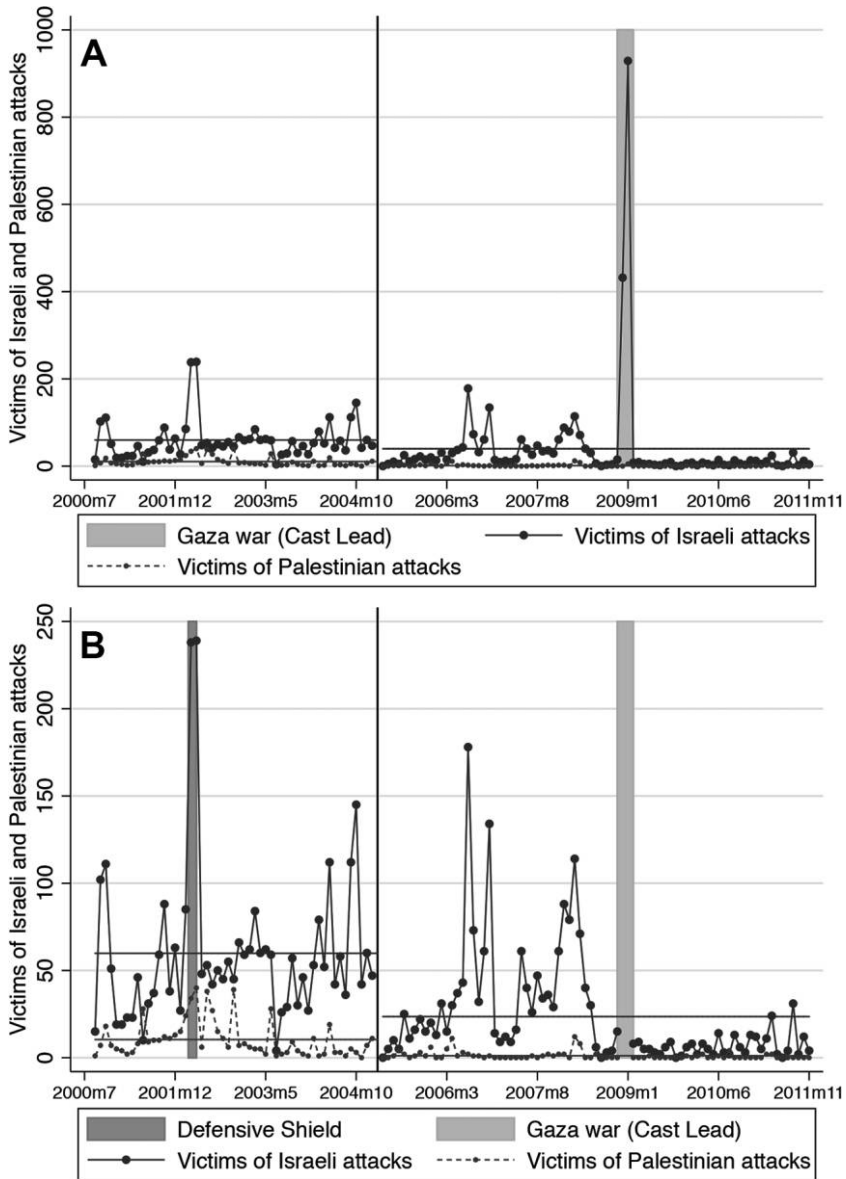 A
Victims of Israeli and Palestinian attacks
1000
800
600
400
200
0
2000m7 2001m12 2003m5 2004m10 2006m3 2007m8 2009m1 2010m6 2011m11
Gaza war (Cast Lead) Victims of Israeli attacks
Victims of Palestinian attacks
B
Victims of Israeli and Palestinian attacks
250
200
150
100
50
0
2000m7 2001m12 2003m5 2004m10 2006m3 2007m8 2009m1 2010m6 2011m11
Defensive Shield Gaza war (Cast Lead)
Victims of Israeli attacks Victims of Palestinian attacks